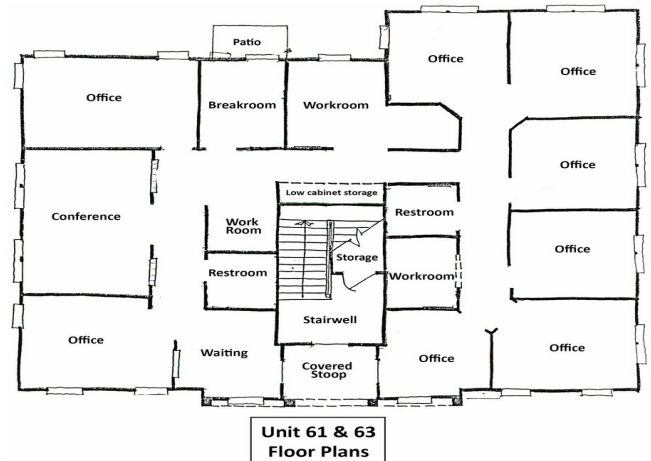 Patio
Office
Office
Office
Breakroom
Workroom
Office
Low cabinet storage
Conference
Work
Room
Restroom
Storage
Office
Restroom
Workroom
Stairwell
Office
Waiting
Covered
Stoop
Office
Office
Unit 61 & 63
Floor Plans